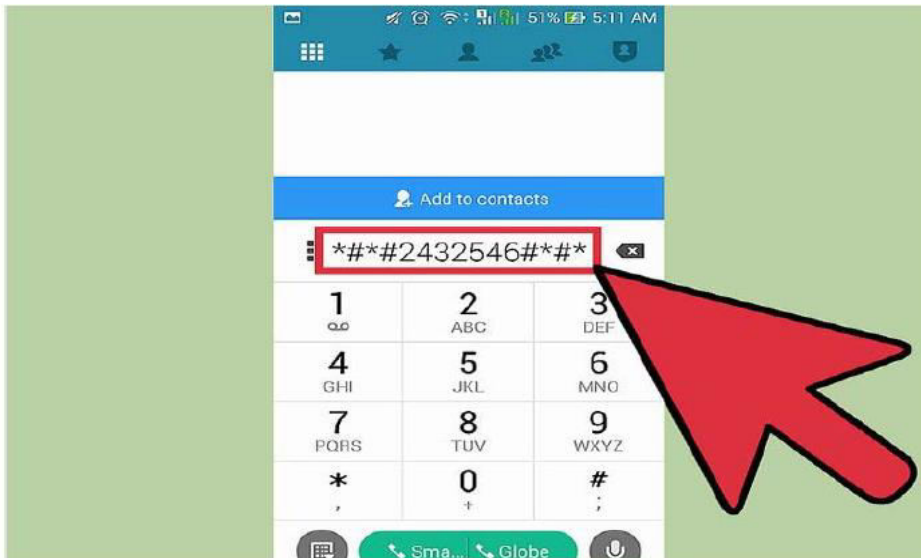 51% 5:11 AM
Add to contacts
*#*#2432546#*#*
1 2 3
ABC DEF
4 5 6
GHI JKL MNO
7 8 9
PQRS TUV WXYZ
* 0 #
, + ;
Sma... Globe